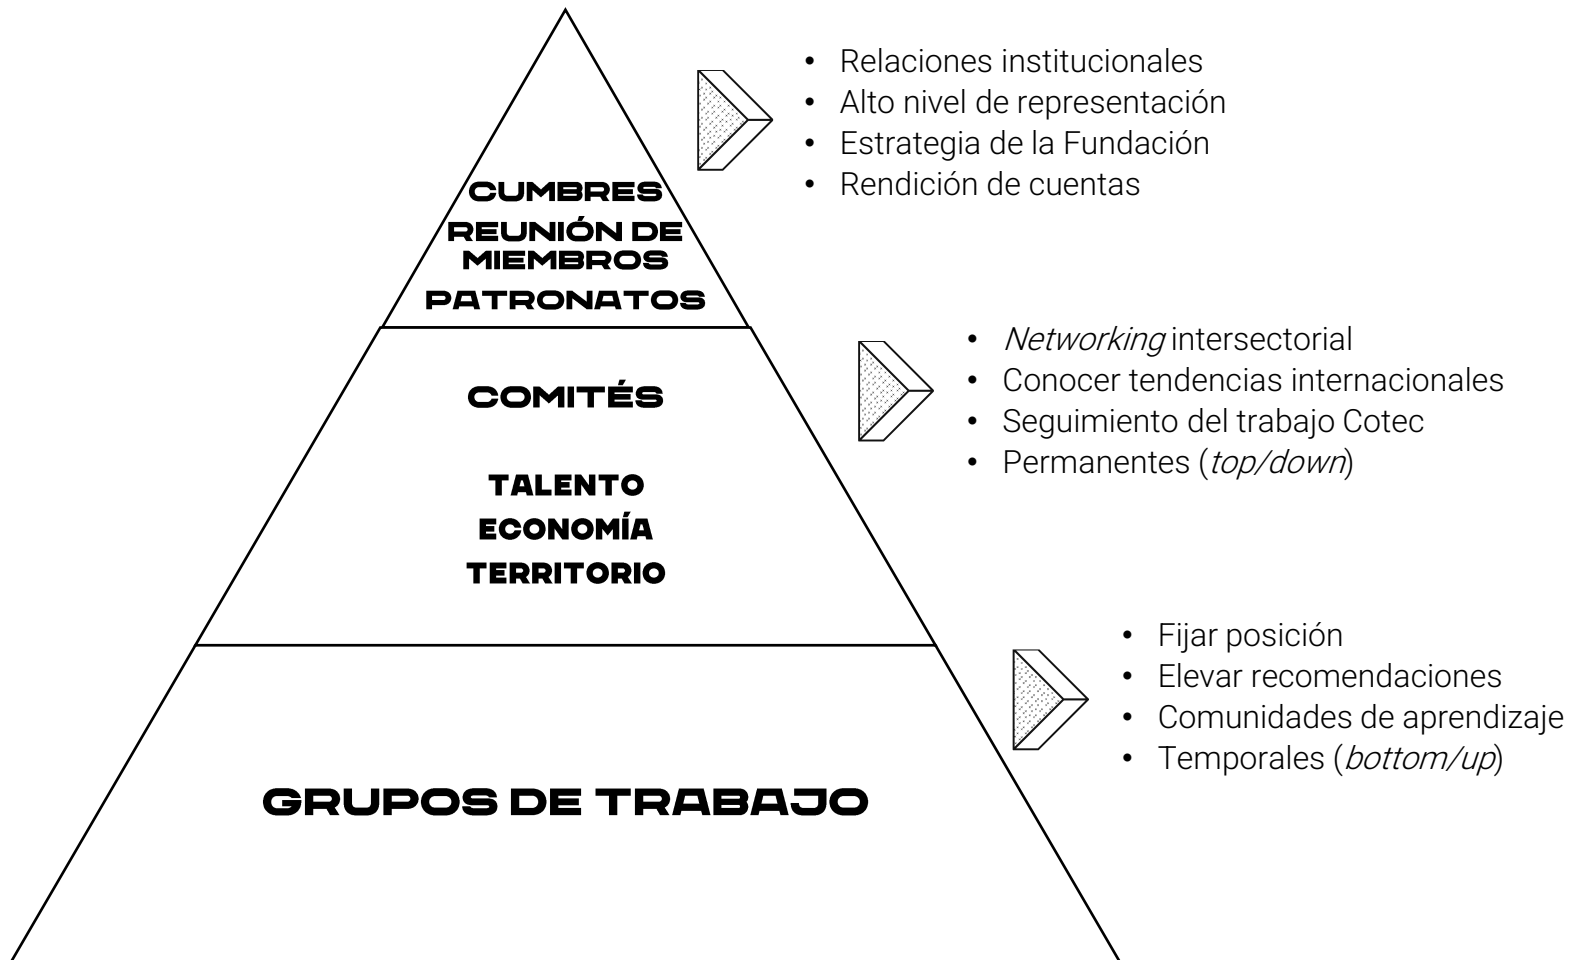 CUMBRES
REUNIÓN DE
MIEMBROS
PATRONATOS
• Relaciones institucionales
• Alto nivel de representación
• Estrategia de la Fundación
• Rendición de cuentas
COMITÉS
TALENTO
ECONOMÍA
TERRITORIO
• Networking intersectorial
• Conocer tendencias internacionales
• Seguimiento del trabajo Cotec
• Permanentes (top/down)
GRUPOS DE TRABAJO
• Fijar posición
• Elevar recomendaciones
• Comunidades de aprendizaje
• Temporales (bottom/up)